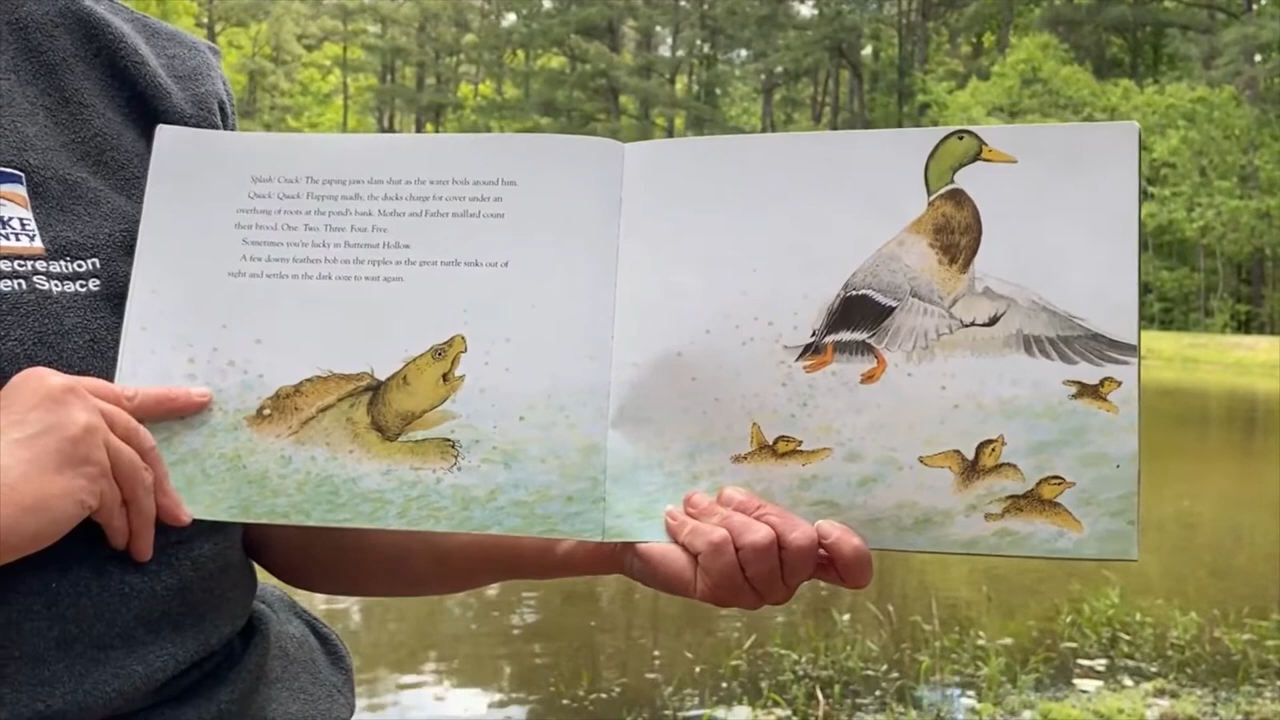 KE
NTY
ecreation
en Space
Splash! Crack! The gaping jaws slam shut as the water boils around him.
Quack! Quack! Flapping madly, the ducks charge for cover under an
overhang of roots at the pond's bank. Mother and Father mallard count
their brood. One. Two. Three. Four. Five.
Sometimes you're lucky in Butternut Hollow.
A few downy feathers bob on the ripples as the great turtle sinks out of
sight and settles in the dark ooze to wait again.